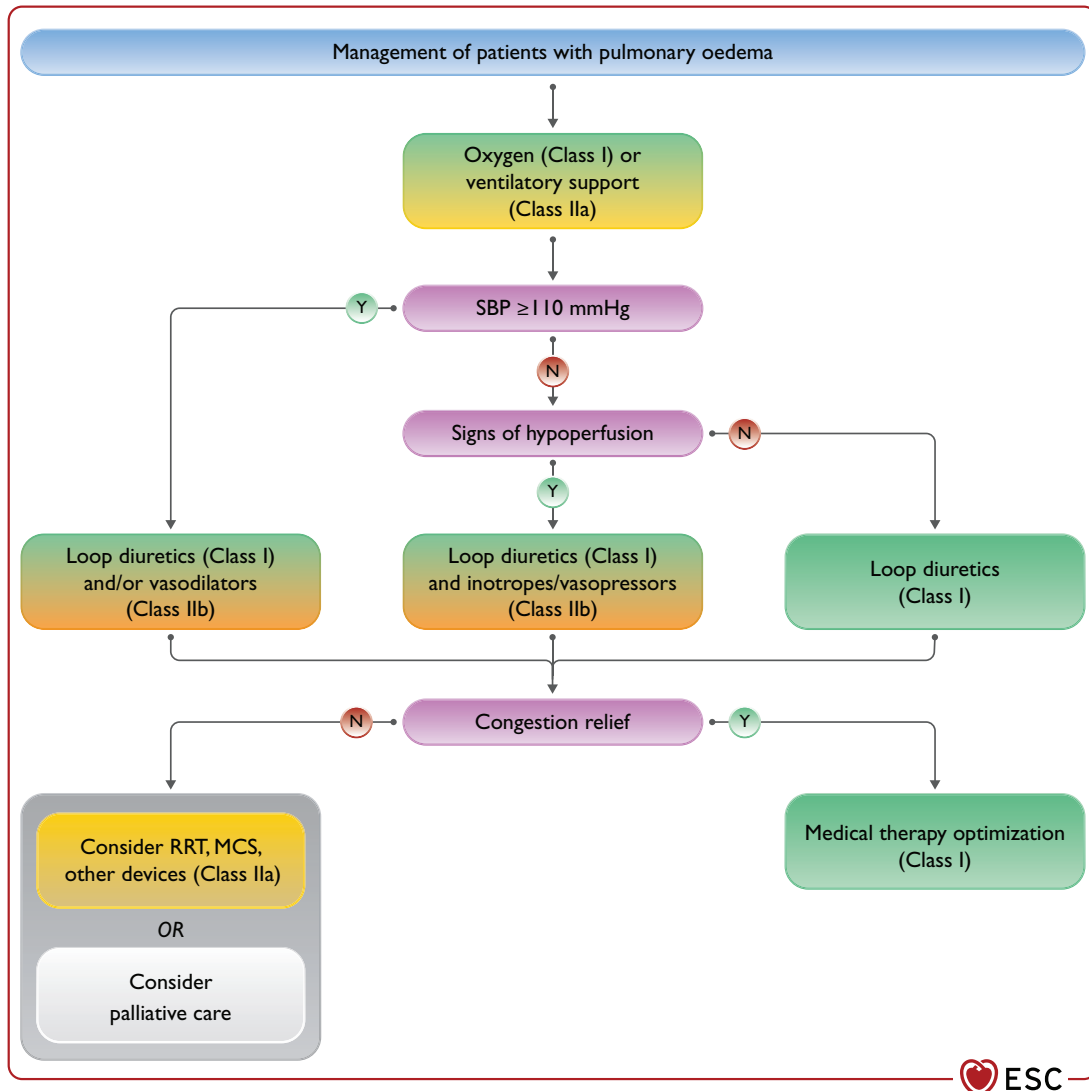 Management of patients with pulmonary oedema
Oxygen (Class I) or
ventilatory support
(Class IIa)
SBP ≥110 mmHg
Y
N
Signs of hypoperfusion
N
Y
Loop diuretics (Class I)
and/or vasodilators
(Class IIb)
Loop diuretics (Class I)
and inotropes/vasopressors
(Class IIb)
Loop diuretics
(Class I)
Congestion relief
N
Y
Consider RRT, MCS,
other devices (Class IIa)
OR
Consider
palliative care
Medical therapy optimization
(Class I)
ESC